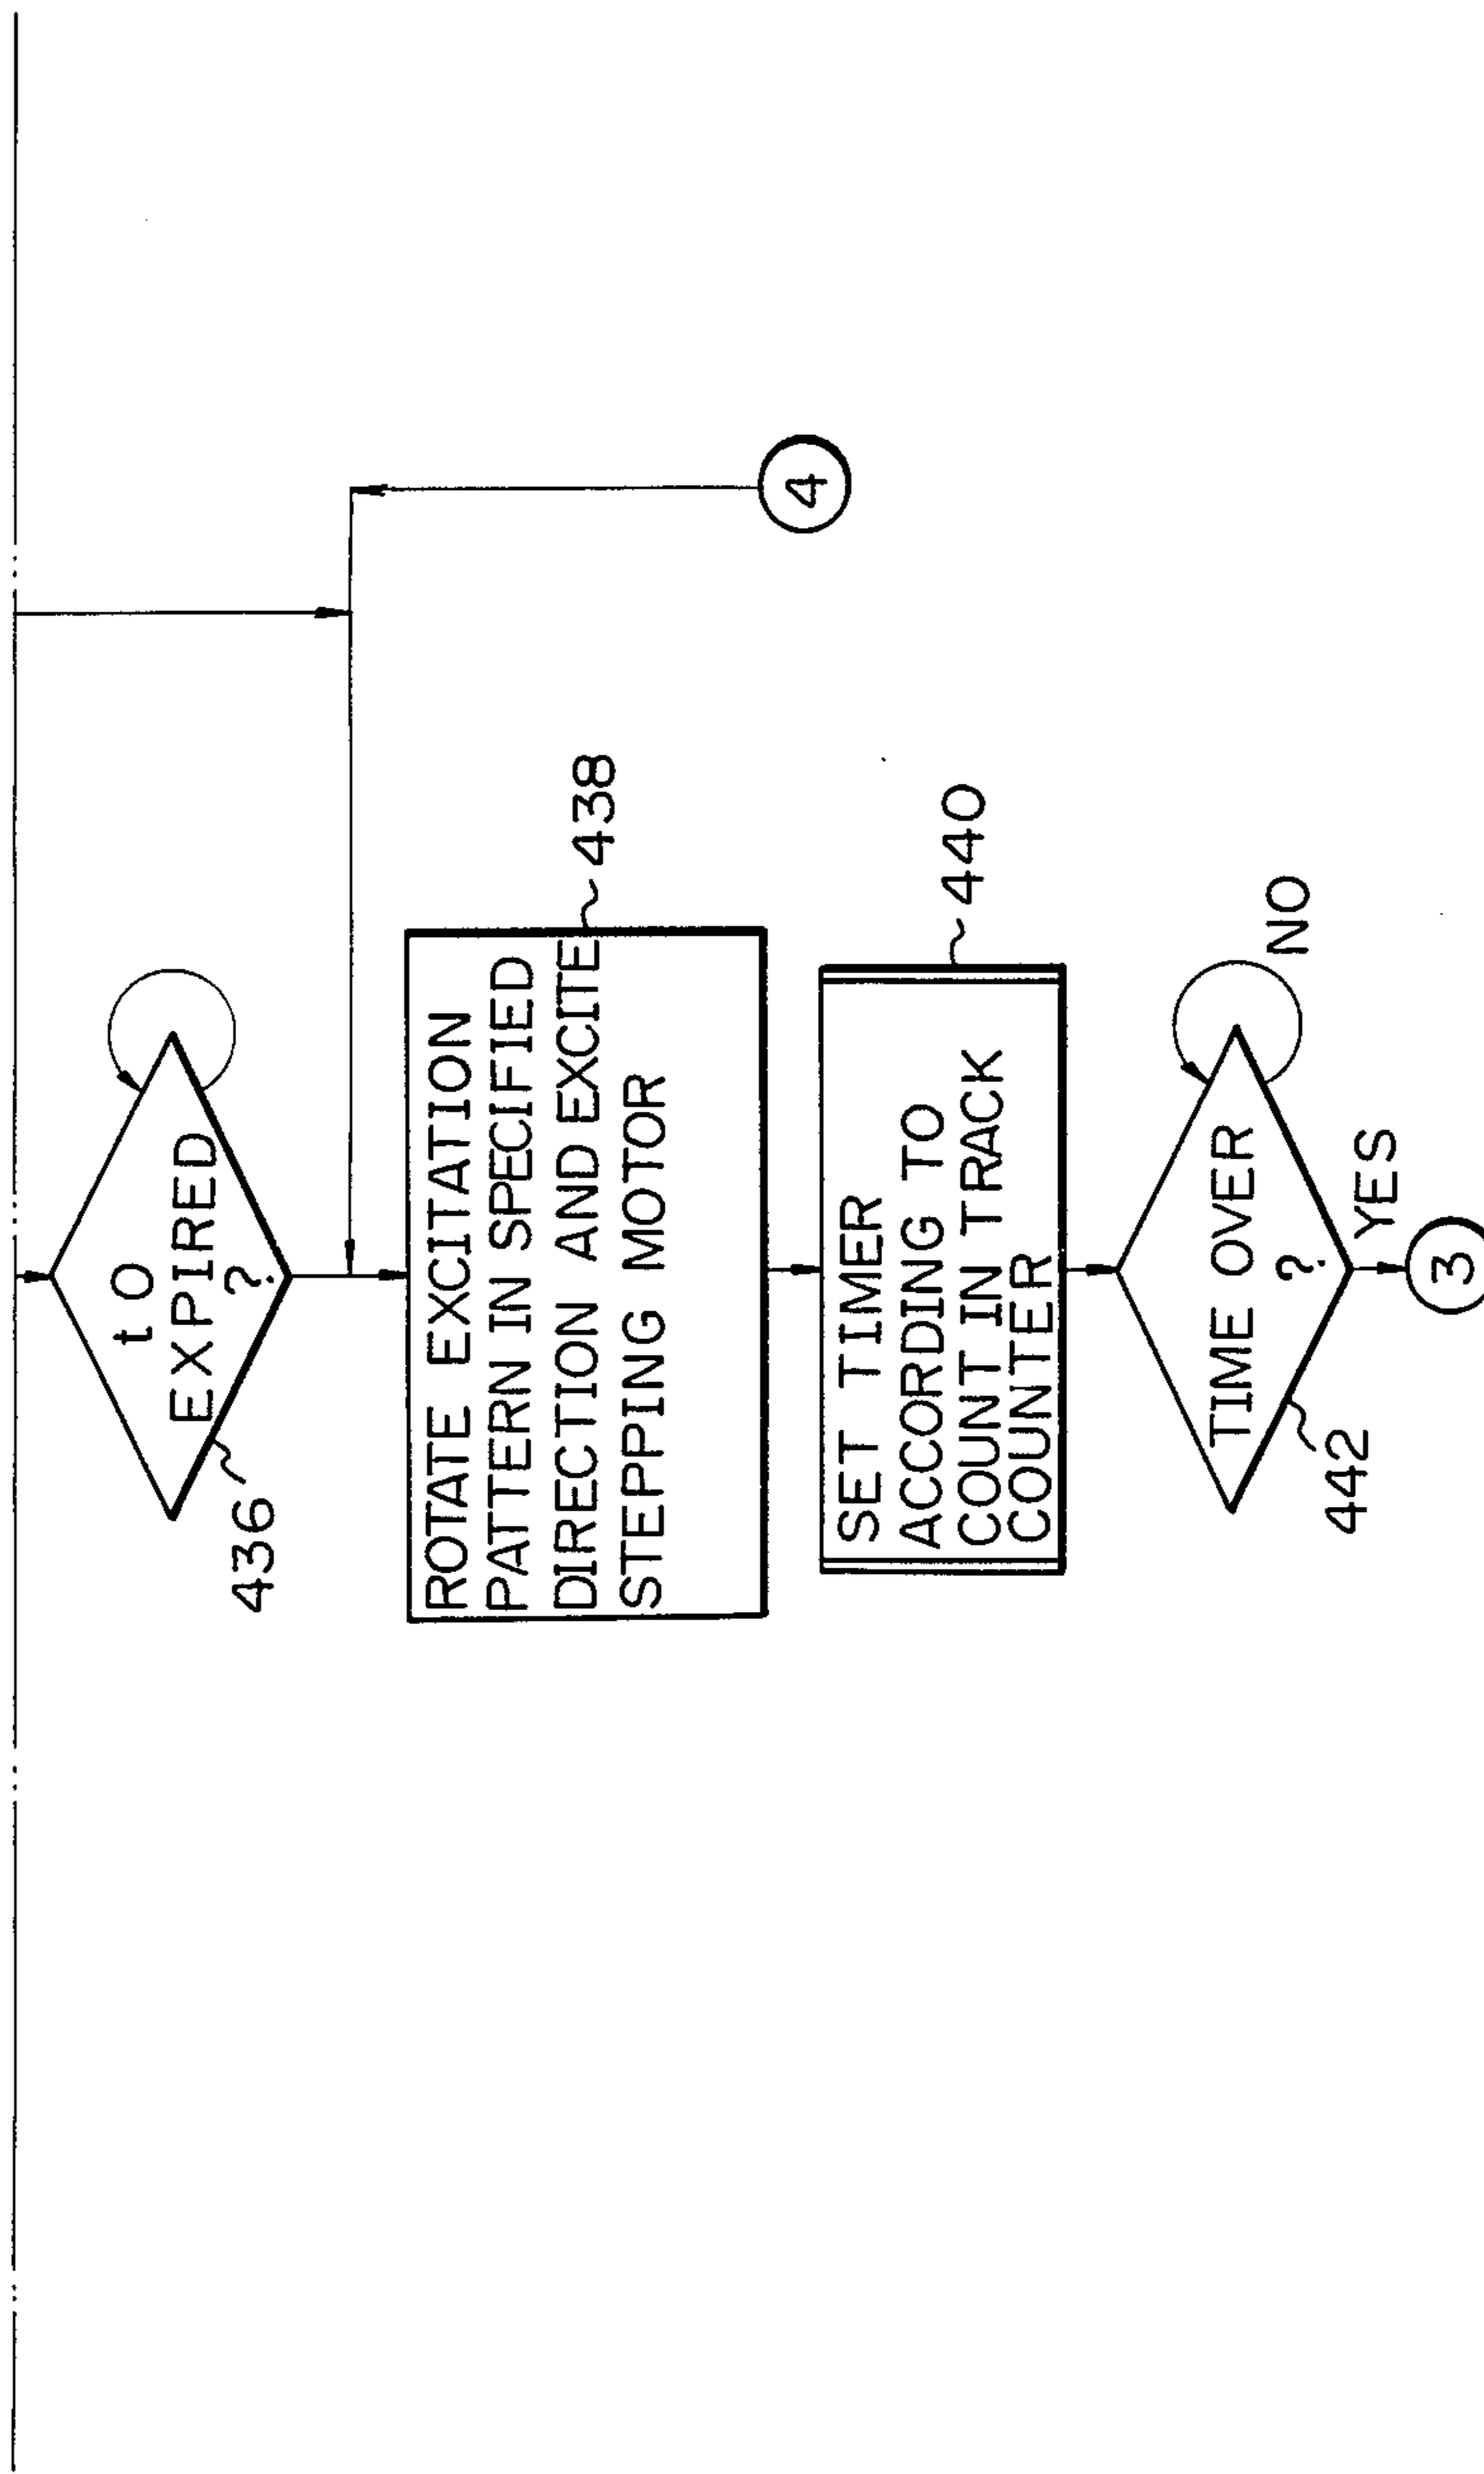 t0
EXPIRED
?
436
4
ROTATE EXCITATION
PATTERN IN SPECIFIED
DIRECTION AND EXCITE
STEPPING MOTOR
438
SET TIMER
ACCORDING TO
COUNT IN TRACK
COUNTER
440
TIME OVER
?
NO
442
YES
3